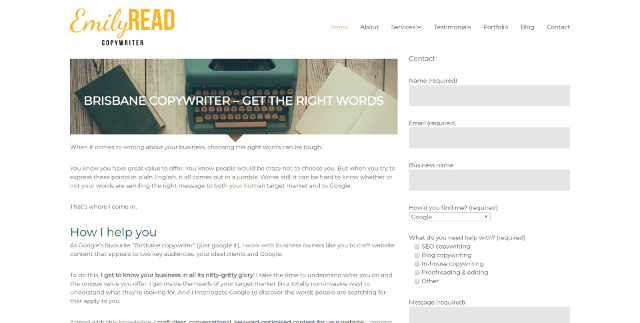 EmilyREAD
COPYWRITER
Home About Services Testimonials Portfolio Blog Contact
BRISBANE COPYWRITER – GET THE RIGHT WORDS
When it comes to writing about your business, choosing the right words can be tough.
You know you have great value to offer. You know people would be crazy not to choose you. But when you try to
express these points in plain English, it all comes out in a jumble. Worse still, it can be hard to know whether or
not your words are sending the right message to both your human target market and to Google.
That's where I come in.
How I help you
As Google's favourite "Brisbane copywriter" (just google it), I work with business owners like you to craft website
content that appeals to two key audiences: your ideal clients and Google.
To do this, I get to know your business in all its nitty-gritty glory. I take the time to understand what you do and
the unique value you offer. I get inside the heads of your target market (in a totally non-invasive way) to
understand what they're looking for. And I interrogate Google to discover the words people are searching for
that apply to you.
Armed with this knowledge, I craft clear, conversational, keyword-optimised content for your website –
Contact
Name (required)
Email (required)
Business name
How'd you find me? (required)
Google
What do you need help with? (required)
SEO copywriting
Blog copywriting
In-house copywriting
Proofreading & editing
Other
Message (required)